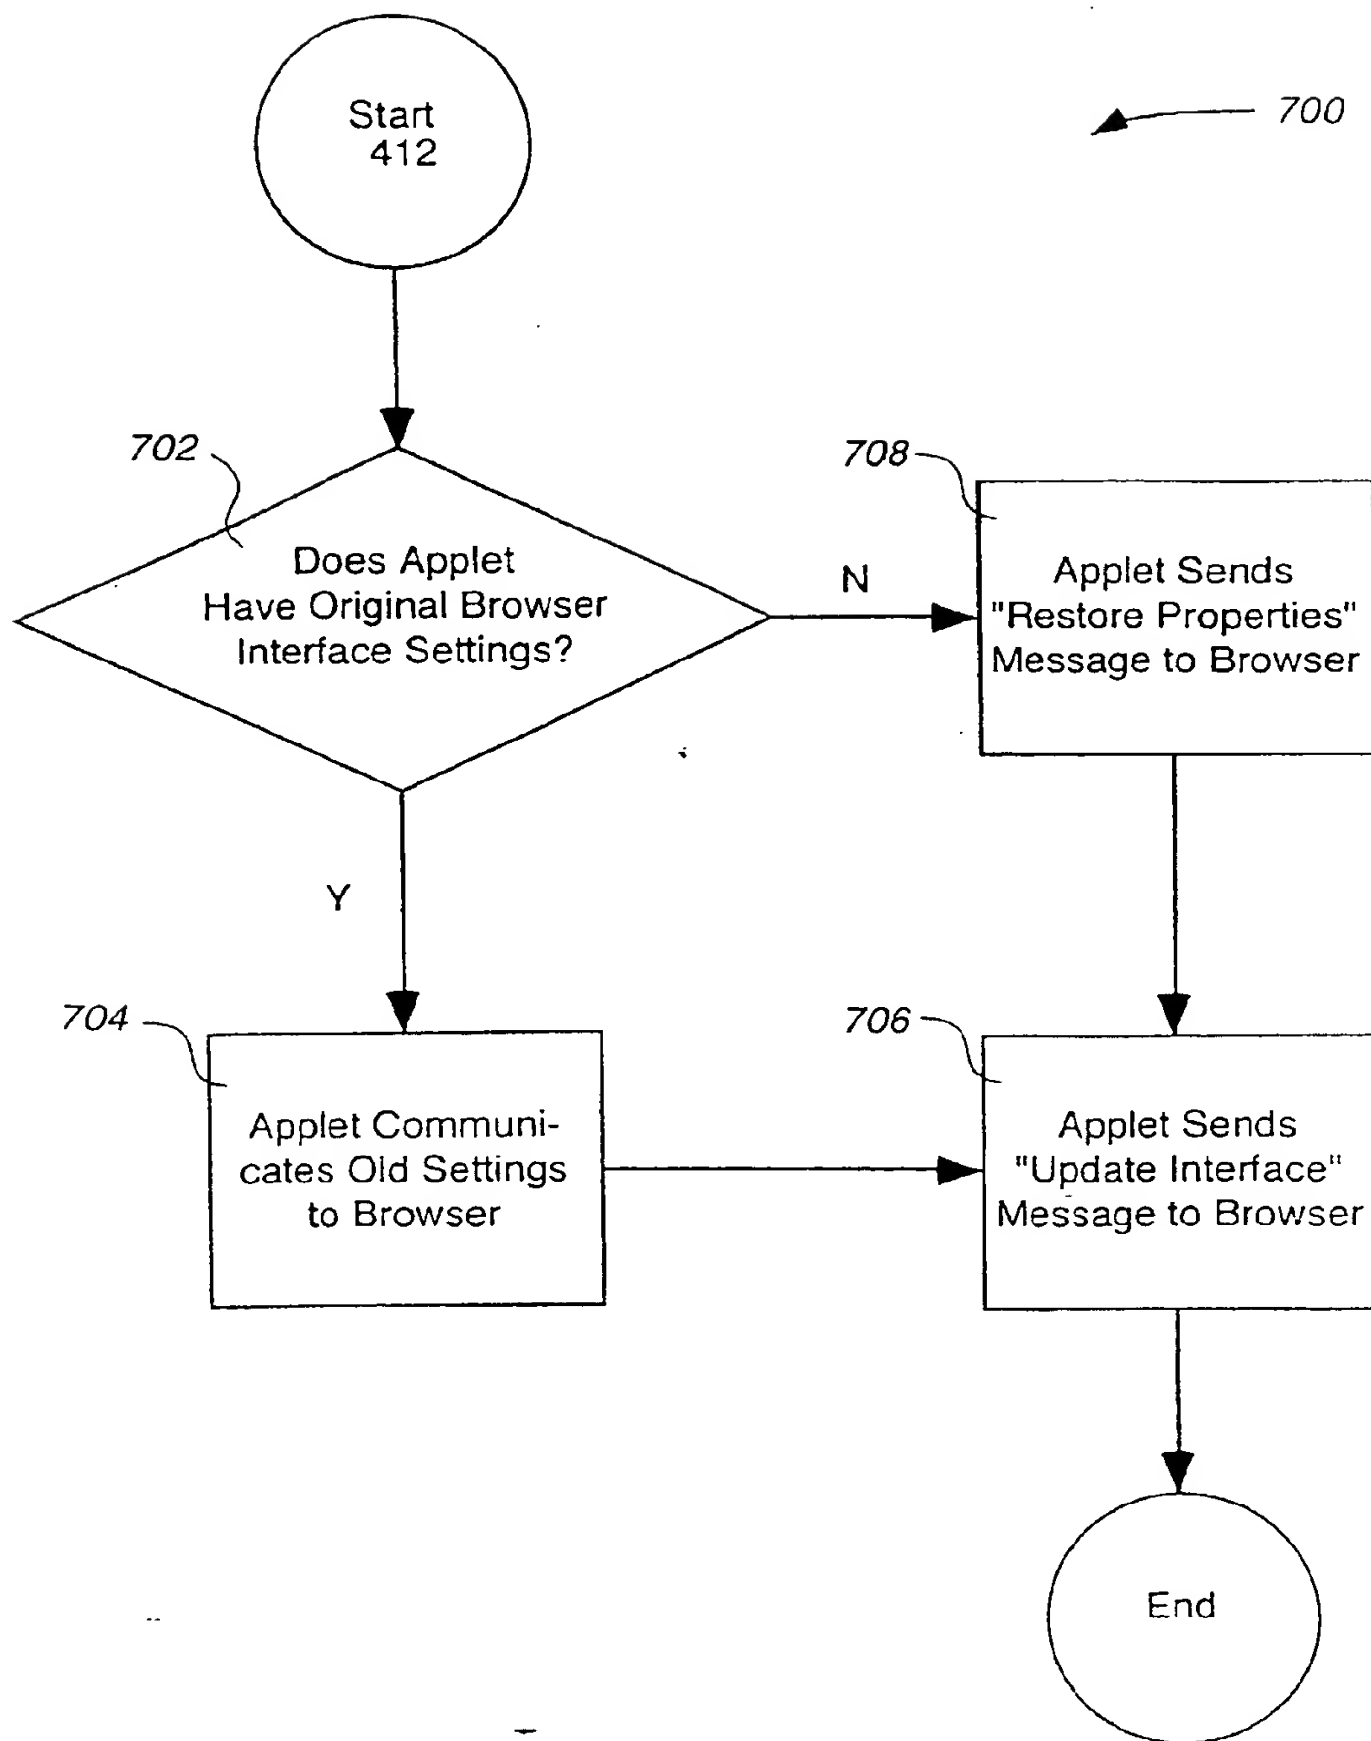 Start
412
700
702
Does Applet
Have Original Browser
Interface Settings?
N
708
Applet Sends
"Restore Properties"
Message to Browser
Y
704
Applet Communi-
cates Old Settings
to Browser
706
Applet Sends
"Update Interface"
Message to Browser
End